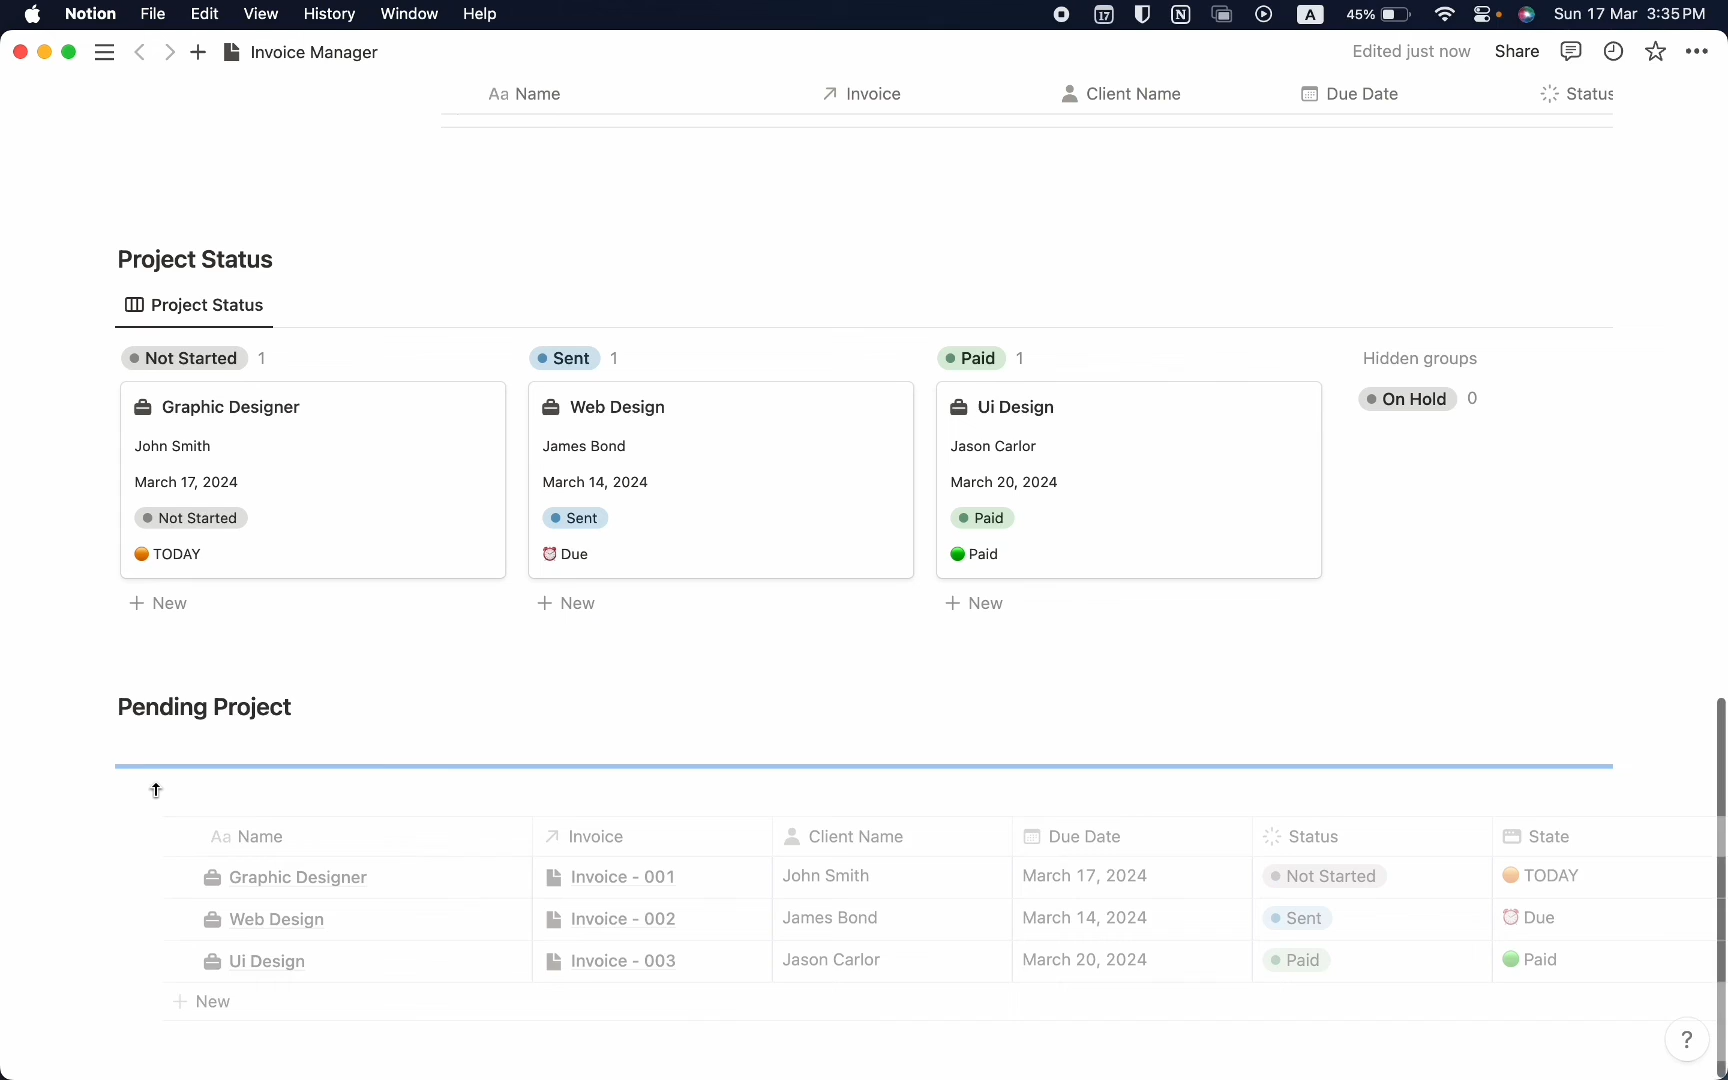 Notion File Edit View History Window Help 17 A 45% Sun 17 Mar 3:35 PM
Invoice Manager Edited just now Share
Aa Name Invoice Client Name Due Date Status
Project Status
Project Status
Not Started 1 Sent 1 Paid 1 Hidden groups
On Hold 0
Graphic Designer Web Design Ui Design
John Smith James Bond Jason Carlor
March 17, 2024 March 14, 2024 March 20, 2024
Not Started Sent Paid
TODAY Due Paid
+ New + New + New
Pending Project
Aa Name Invoice Client Name Due Date Status State
Graphic Designer Invoice - 001 John Smith March 17, 2024 Not Started TODAY
Web Design Invoice - 002 James Bond March 14, 2024 Sent Due
Ui Design Invoice - 003 Jason Carlor March 20, 2024 Paid Paid
+ New
?